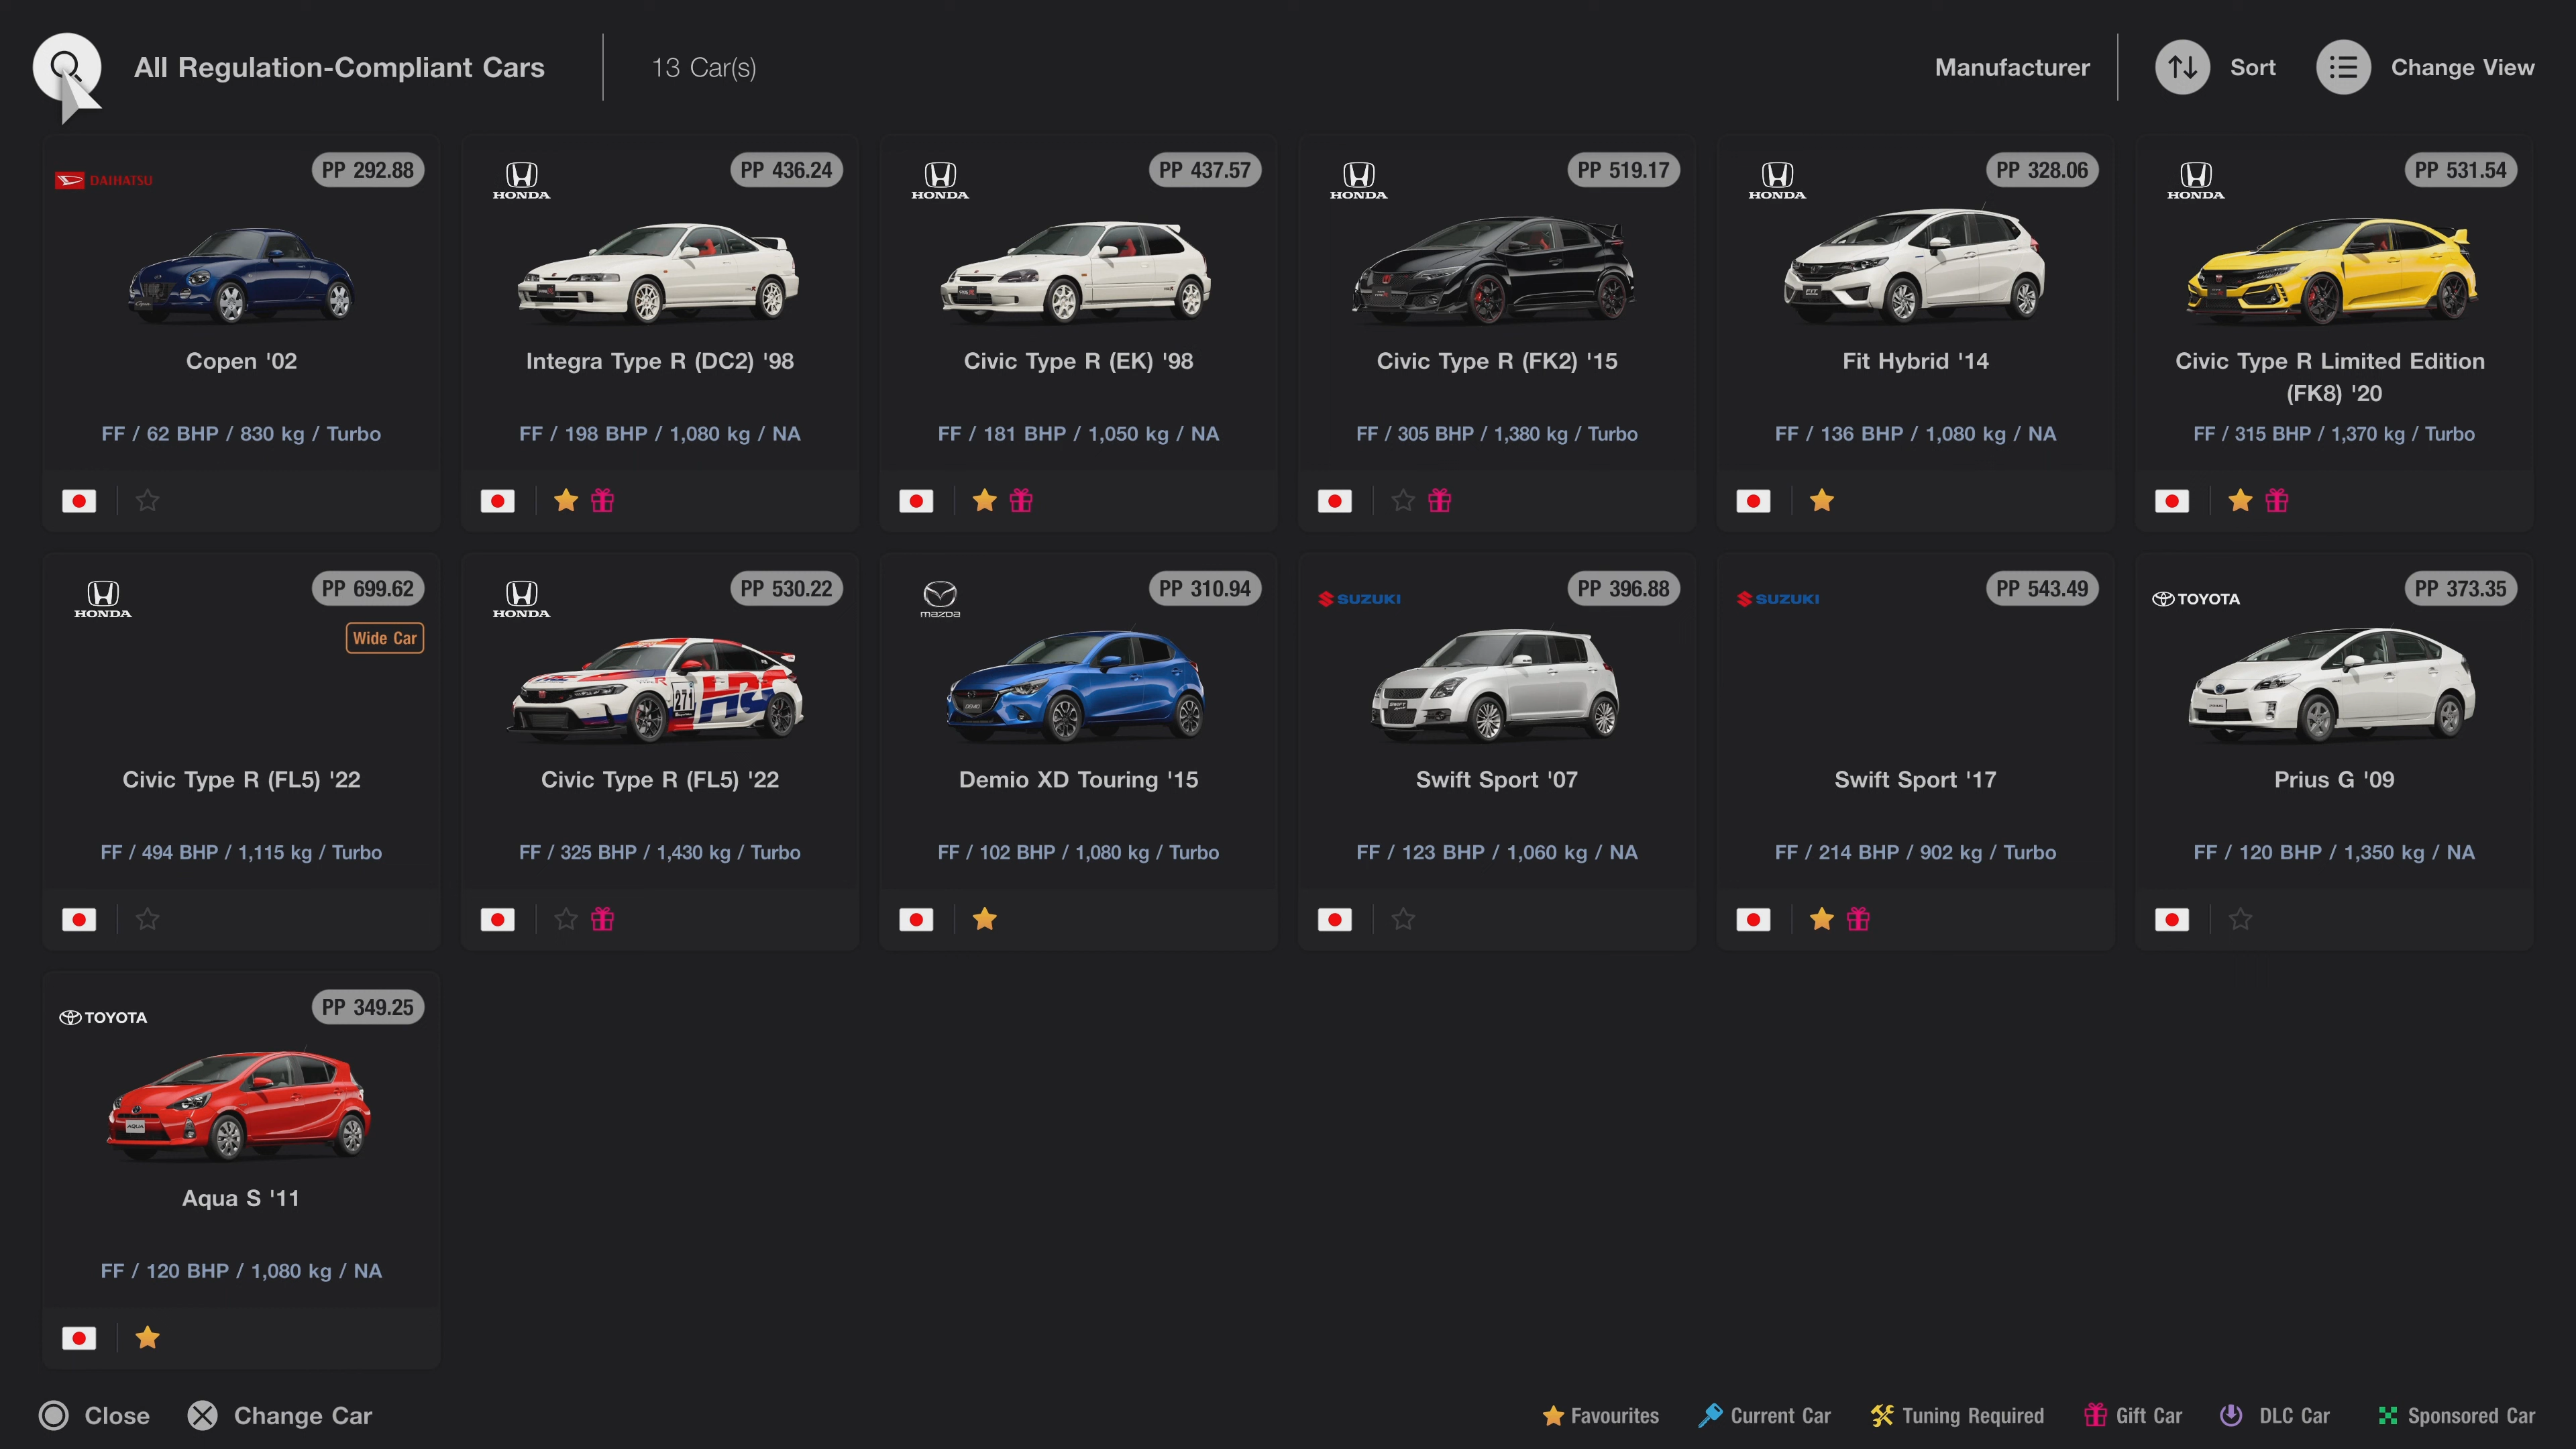 All Regulation-Compliant Cars
13 Car(s)
Manufacturer
Sort
Change View
DAIHATSU
PP 292.88
Copen '02
FF / 62 BHP / 830 kg / Turbo
HONDA
PP 436.24
Integra Type R (DC2) '98
FF / 198 BHP / 1,080 kg / NA
HONDA
PP 437.57
Civic Type R (EK) '98
FF / 181 BHP / 1,050 kg / NA
HONDA
PP 519.17
Civic Type R (FK2) '15
FF / 305 BHP / 1,380 kg / Turbo
HONDA
PP 328.06
FIT
Fit Hybrid '14
FF / 136 BHP / 1,080 kg / NA
HONDA
PP 531.54
Civic Type R Limited Edition
(FK8) '20
FF / 315 BHP / 1,370 kg / Turbo
HONDA
PP 699.62
Wide Car
Civic Type R (FL5) '22
FF / 494 BHP / 1,115 kg / Turbo
HONDA
PP 530.22
271
HRC
Civic Type R (FL5) '22
FF / 325 BHP / 1,430 kg / Turbo
mazDa
PP 310.94
DEMIO
Demio XD Touring '15
FF / 102 BHP / 1,080 kg / Turbo
SUZUKI
PP 396.88
SWIFT
Swift Sport '07
FF / 123 BHP / 1,060 kg / NA
SUZUKI
PP 543.49
Swift Sport '17
FF / 214 BHP / 902 kg / Turbo
TOYOTA
PP 373.35
PRIUS
Prius G '09
FF / 120 BHP / 1,350 kg / NA
TOYOTA
PP 349.25
AQUA
Aqua S '11
FF / 120 BHP / 1,080 kg / NA
Close
Change Car
Favourites
Current Car
Tuning Required
Gift Car
DLC Car
Sponsored Car